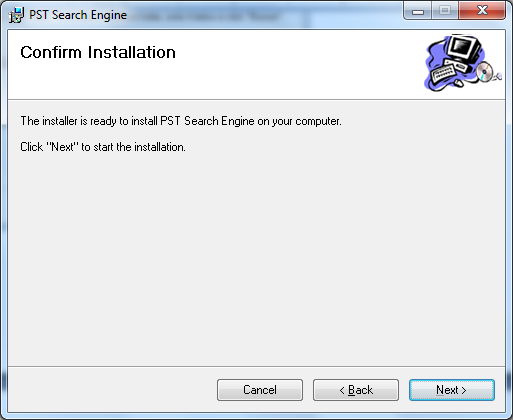 PST Search Engine
Confirm Installation
The installer is ready to install PST Search Engine on your computer.
Click "Next" to start the installation.
Cancel
< Back
Next >